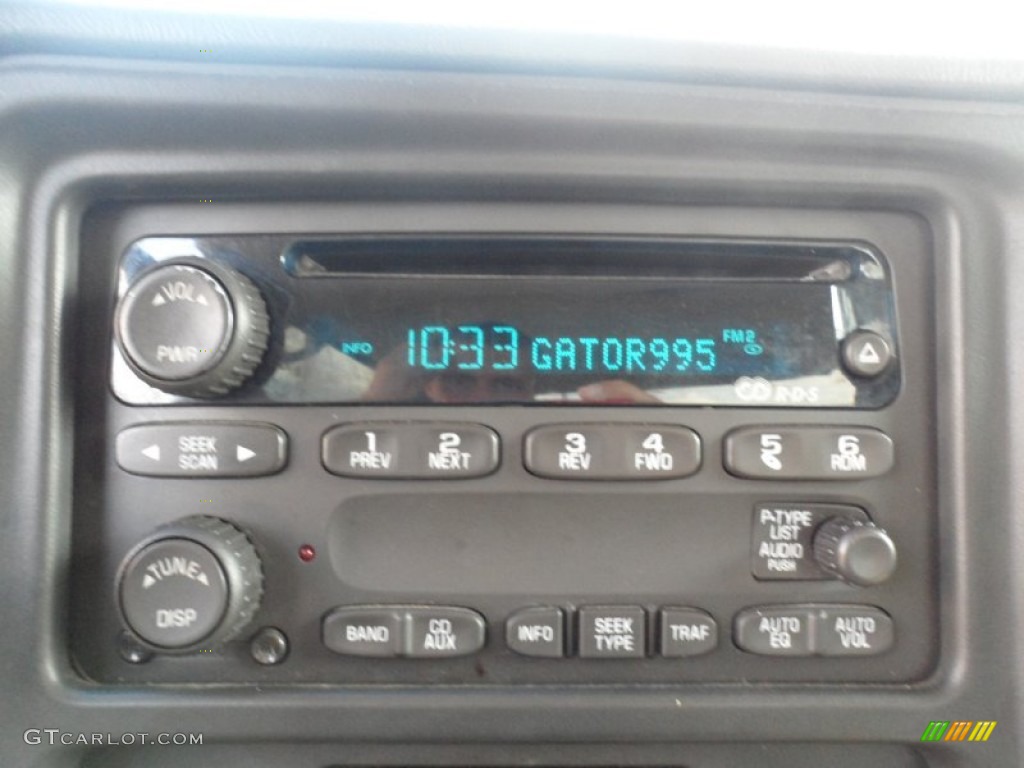 VOL
PWR
INFO 10:33 GATOR995 FM2
CD R·D·S
SEEK
SCAN
1
PREV
2
NEXT
3
REV
4
FWD
5
6
RDM
P-TYPE
LIST
AUDIO
PUSH
TUNE
DISP
BAND
CD
AUX
INFO
SEEK
TYPE
TRAF
AUTO
EQ
AUTO
VOL
GTCARLOT.COM